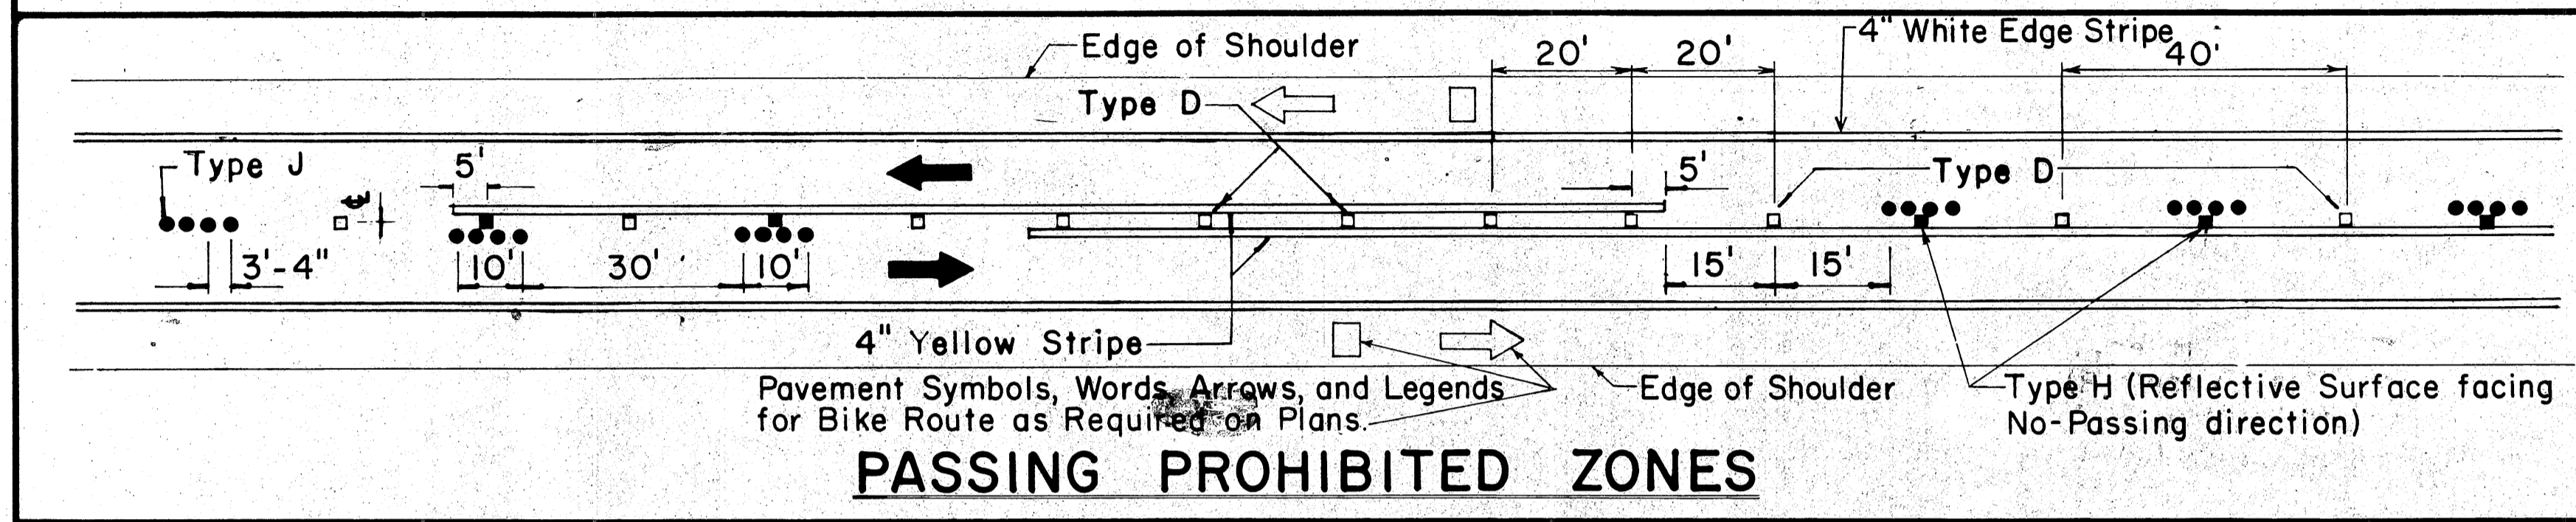 Edge of Shoulder
4" White Edge Stripe
20'
20'
40'
Type D
Type J
5'
5'
Type D
℄
3'-4"
10'
30'
10'
15'
15'
4" Yellow Stripe
Pavement Symbols, Words, Arrows, and Legends
for Bike Route as Required on Plans.
Edge of Shoulder
Type H (Reflective Surface facing
No-Passing direction)
PASSING PROHIBITED ZONES